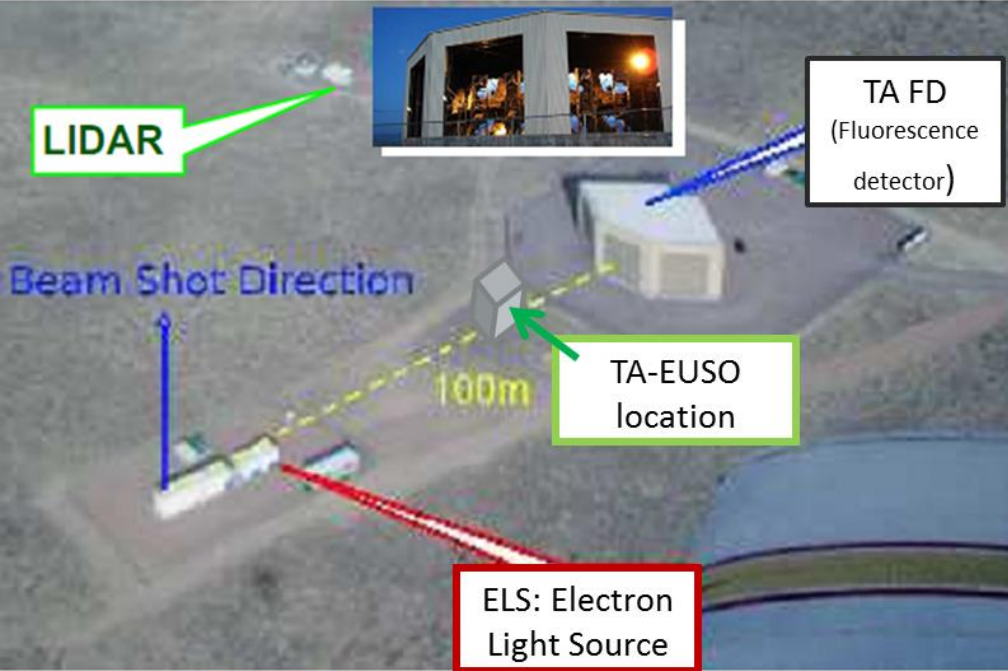 TA FD
(Fluorescence
detector)
LIDAR
Beam Shot Direction
100m
TA-EUSO
location
ELS: Electron
Light Source